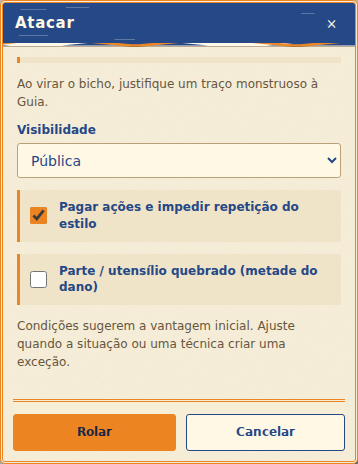 Atacar
×
Ao virar o bicho, justifique um traço monstruoso à
Guia.
Visibilidade
Pública
Pagar ações e impedir repetição do
estilo
Parte / utensílio quebrado (metade do
dano)
Condições sugerem a vantagem inicial. Ajuste
quando a situação ou uma técnica criar uma
exceção.
Rolar
Cancelar